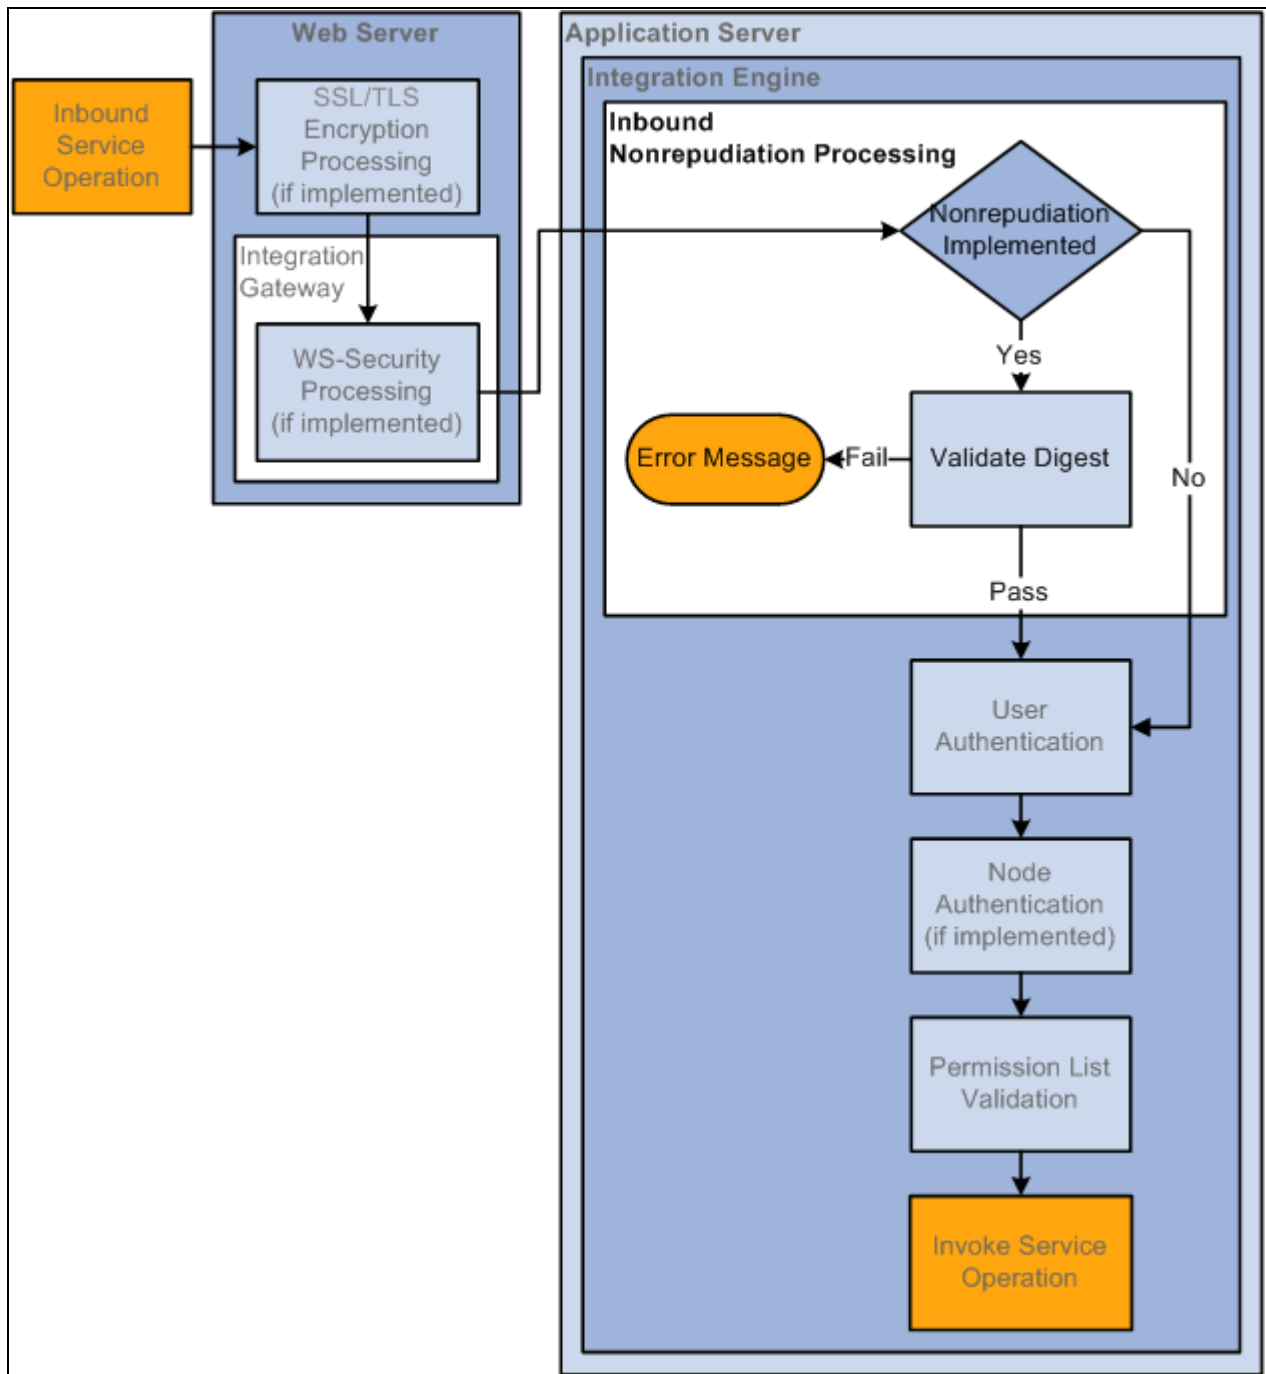 Web Server
Application Server
Integration Engine
Inbound
Service
Operation
SSL/TLS
Encryption
Processing
(if implemented)
Integration
Gateway
WS-Security
Processing
(if implemented)
Inbound
Nonrepudiation Processing
Nonrepudiation
Implemented
Yes
No
Validate Digest
Fail
Error Message
Pass
User
Authentication
Node
Authentication
(if implemented)
Permission List
Validation
Invoke Service
Operation